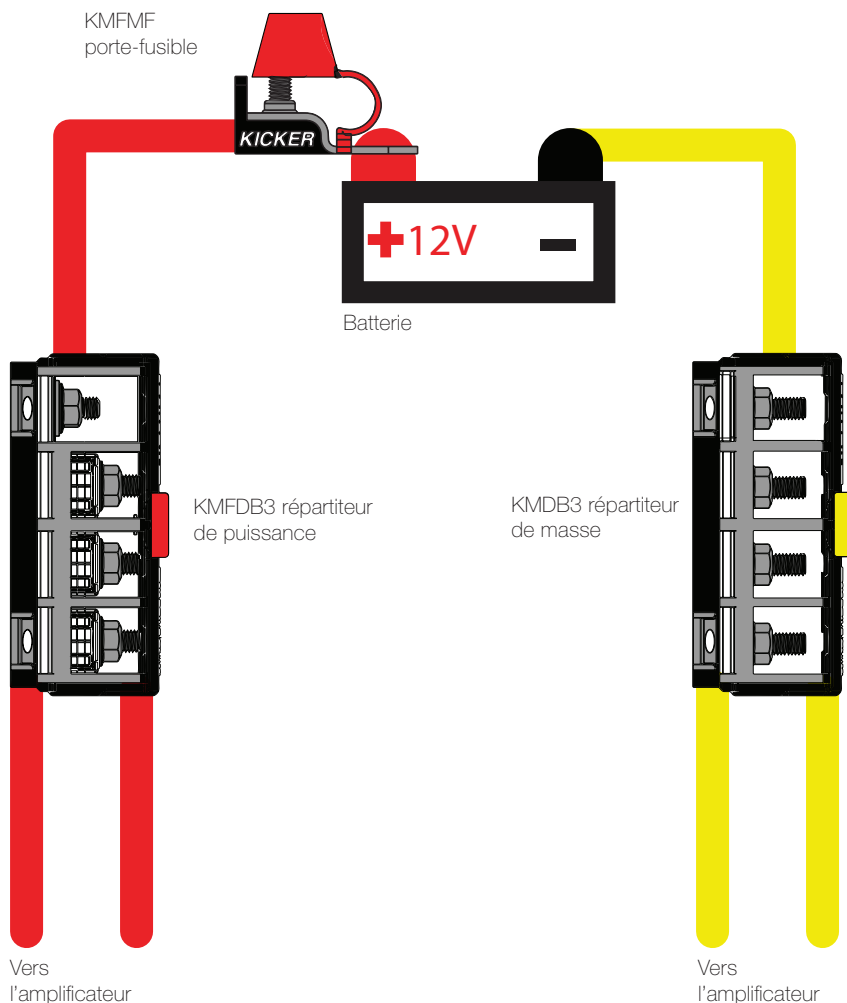 KMFMF
porte-fusible
KICKER
+12V −
Batterie
KMFDB3 répartiteur
de puissance
KMDB3 répartiteur
de masse
Vers
l’amplificateur
Vers
l’amplificateur